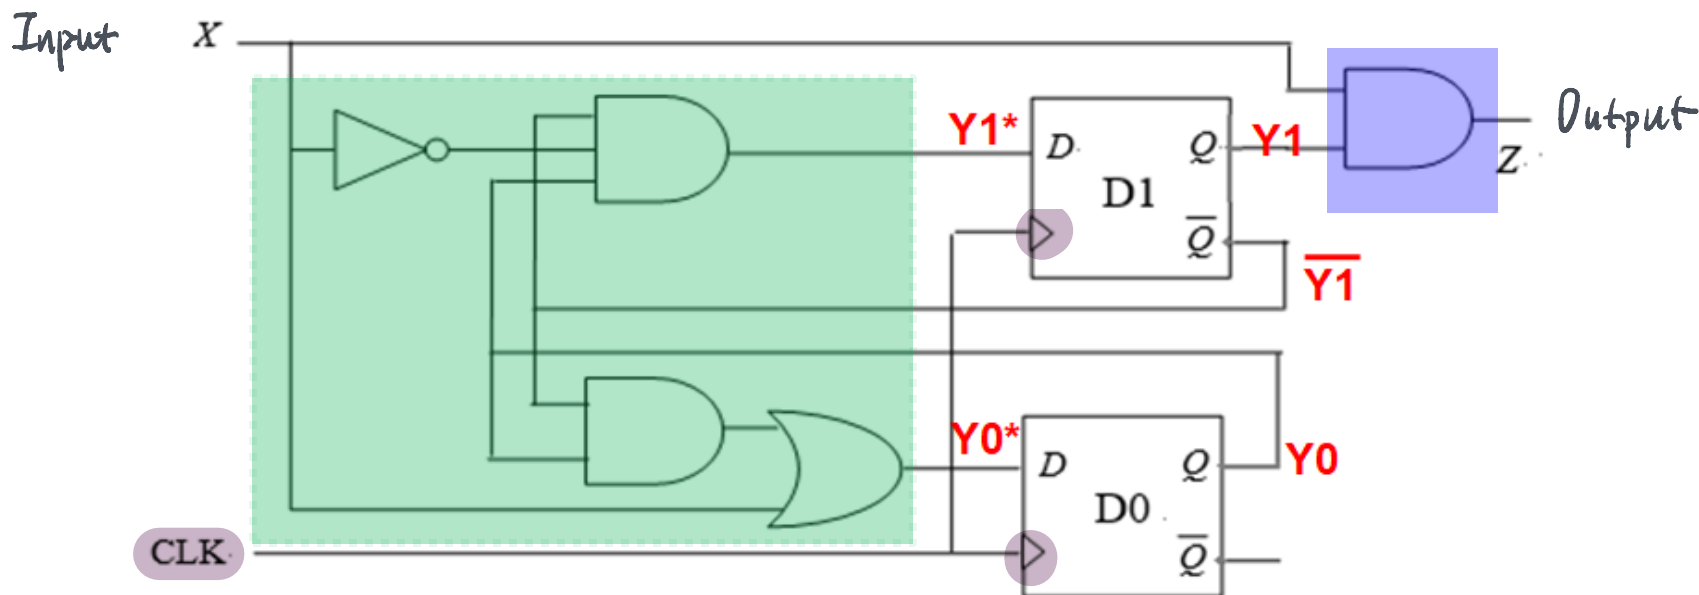 Input
X
Output
Z
Y1*
D
Q
Y1
D1
Q̅
Y1̅
Y0*
D
Q
Y0
D0
Q̅
CLK